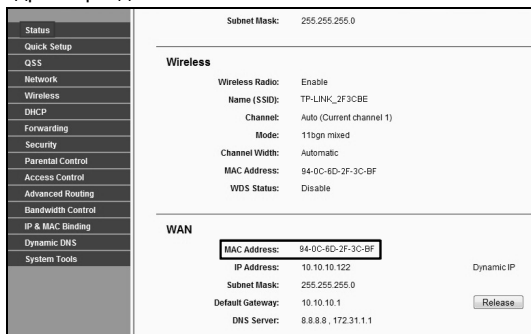 Subnet Mask: 255.255.255.0
Status
Quick Setup
QSS
Network
Wireless
DHCP
Forwarding
Security
Parental Control
Access Control
Advanced Routing
Bandwidth Control
IP & MAC Binding
Dynamic DNS
System Tools
Wireless
Wireless Radio: Enable
Name (SSID): TP-LINK_2F3CBE
Channel: Auto (Current channel 1)
Mode: 11bgn mixed
Channel Width: Automatic
MAC Address: 94-0C-6D-2F-3C-BF
WDS Status: Disable
WAN
MAC Address: 94-0C-6D-2F-3C-BF
IP Address: 10.10.10.122 Dynamic IP
Subnet Mask: 255.255.255.0
Default Gateway: 10.10.10.1 Release
DNS Server: 8.8.8.8 , 172.31.1.1